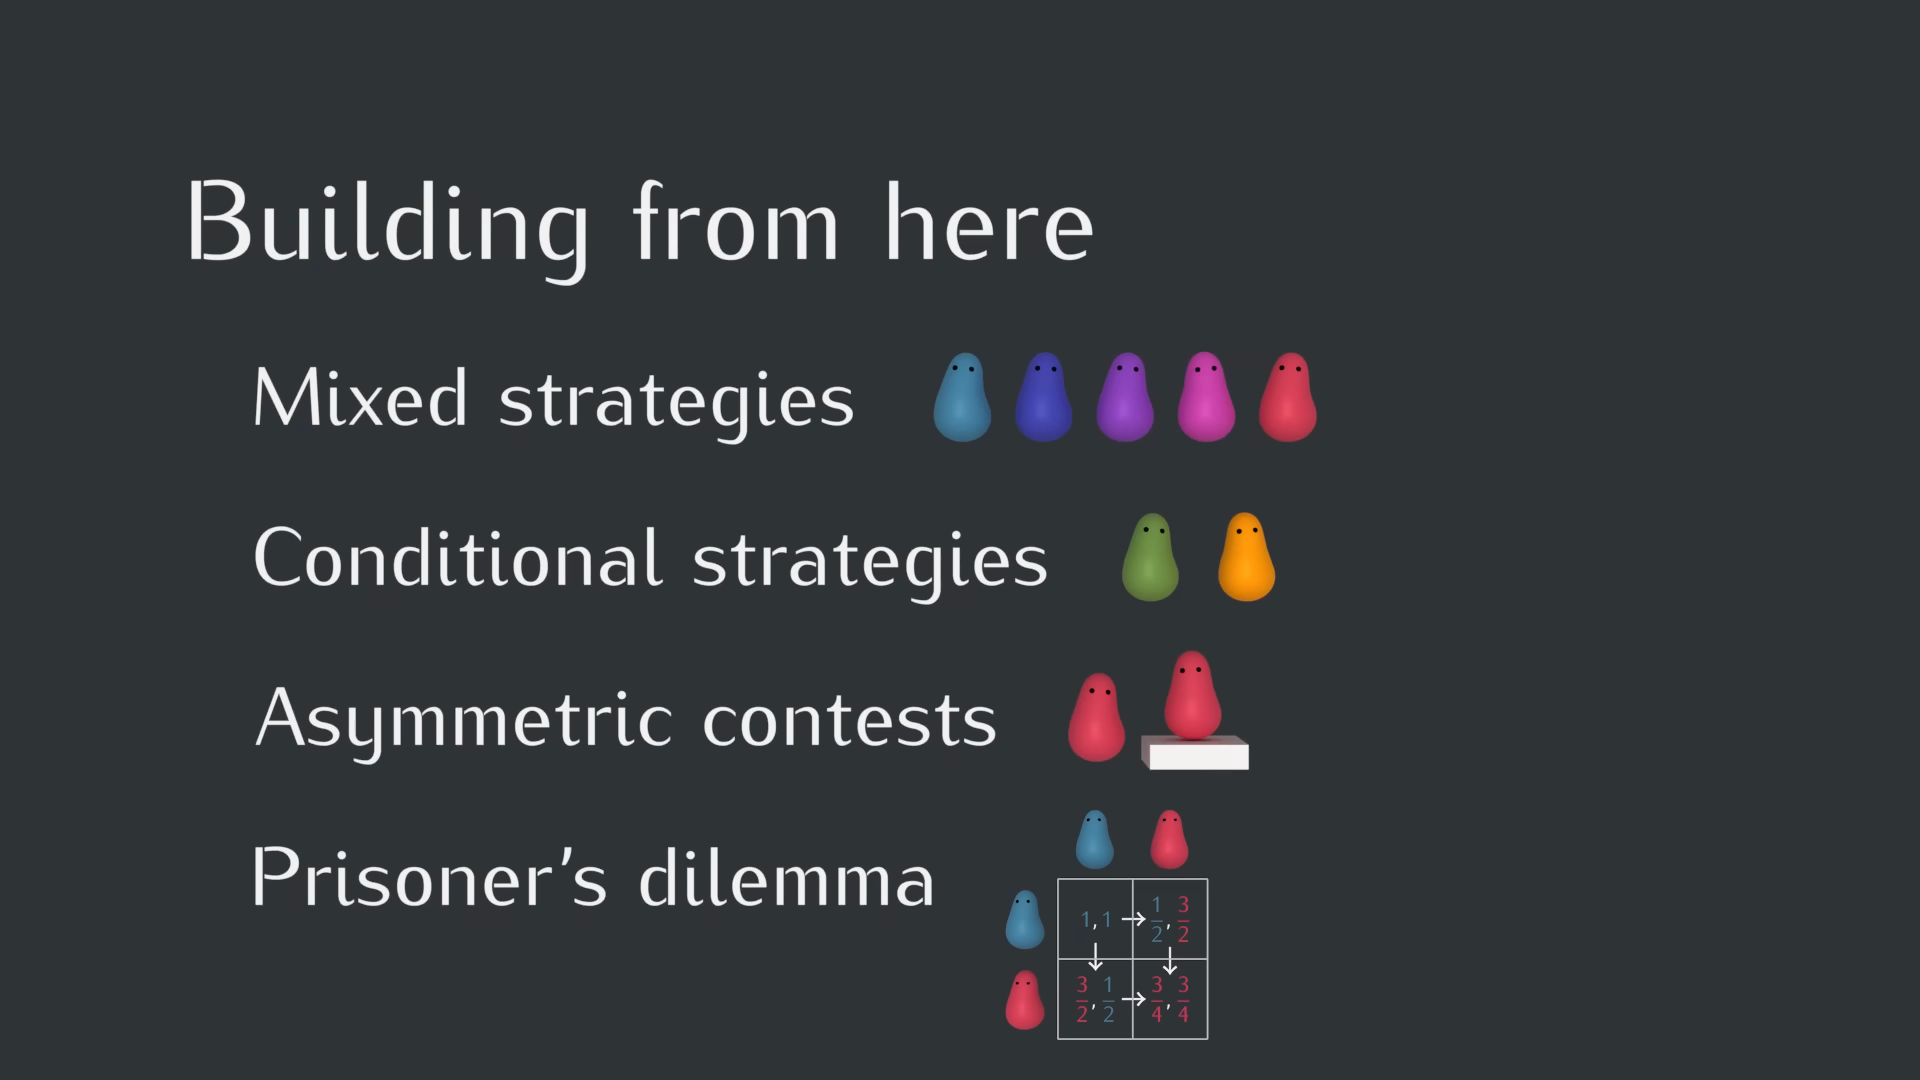 Building from here
Mixed strategies
Conditional strategies
Asymmetric contests
Prisoner’s dilemma
1,1 → 1/2, 3/2
↓ ↓
3/2, 1/2 → 3/4, 3/4